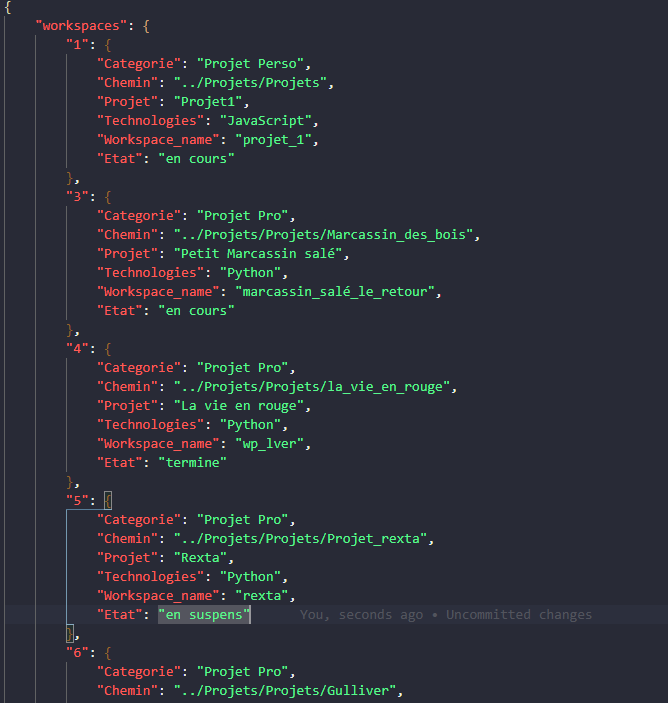 {
"workspaces": {
"1": {
"Categorie": "Projet Perso",
"Chemin": "../Projets/Projets",
"Projet": "Projet1",
"Technologies": "JavaScript",
"Workspace_name": "projet_1",
"Etat": "en cours"
},
"3": {
"Categorie": "Projet Pro",
"Chemin": "../Projets/Projets/Marcassin_des_bois",
"Projet": "Petit Marcassin salé",
"Technologies": "Python",
"Workspace_name": "marcassin_salé_le_retour",
"Etat": "en cours"
},
"4": {
"Categorie": "Projet Pro",
"Chemin": "../Projets/Projets/la_vie_en_rouge",
"Projet": "La vie en rouge",
"Technologies": "Python",
"Workspace_name": "wp_lver",
"Etat": "termine"
},
"5": {
"Categorie": "Projet Pro",
"Chemin": "../Projets/Projets/Projet_rexta",
"Projet": "Rexta",
"Technologies": "Python",
"Workspace_name": "rexta",
"Etat": "en suspens" You, seconds ago • Uncommitted changes
},
"6": {
"Categorie": "Projet Pro",
"Chemin": "../Projets/Projets/Gulliver",